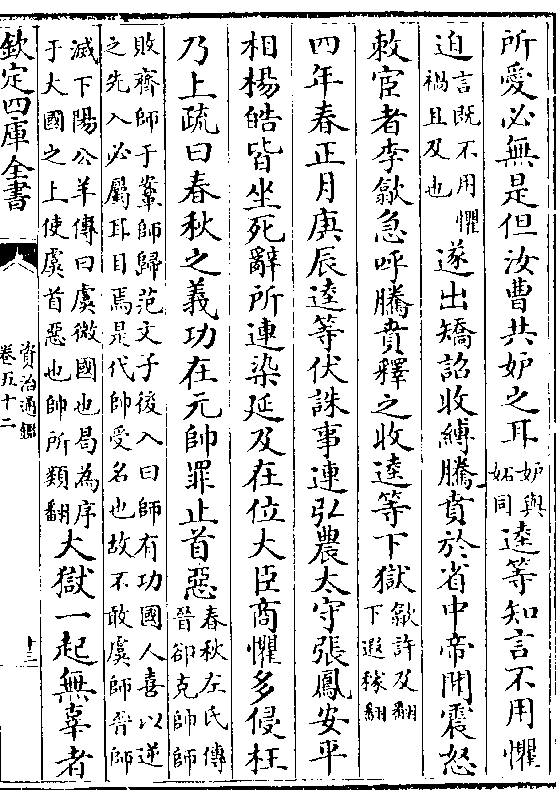 所愛必無是但汝曹共妒之耳妒與妬同逵等知言不用懼
迫言既不用懼禍且及也遂出矯詔收縛騰賁於省中帝聞震怒
敕宦者李歙急呼騰賁釋之收逵等下獄歙許及翻下遐稼翻
四年春正月庚辰逵等伏誅事連弘農太守張鳳安平
相楊皓皆坐死辭所連染延及在位大臣商懼多侵枉
乃上疏曰春秋之義功在元帥罪止首惡春秋左氏傳晉卻克帥師
敗齊師于鞌師歸范文子後入曰師有功國人喜以逆
之先入必屬耳目焉是代帥受名也故不敢虞師晉師
滅下陽公羊傳曰虞微國也曷為序
于大國之上使虞首惡也帥所類翻大獄一起無辜者
欽定四庫全書
資治通鑑
卷五十二
十三